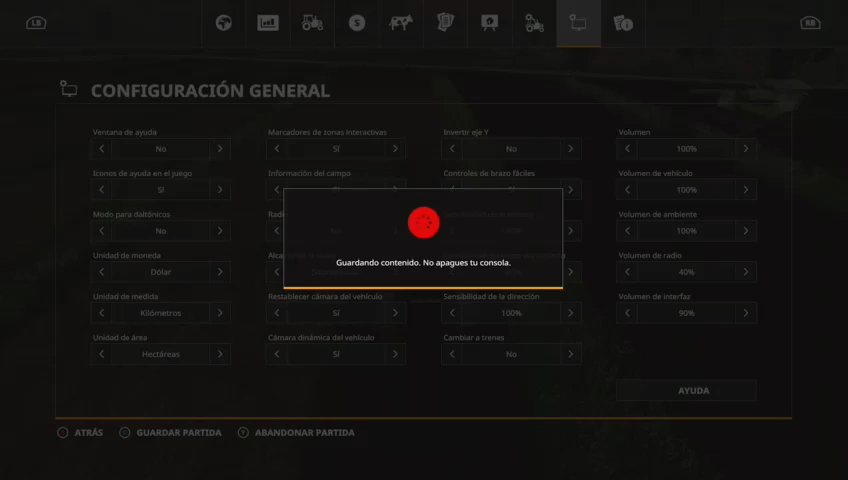 LB
RB
CONFIGURACIÓN GENERAL
Ventana de ayuda
No
Marcadores de zonas Interactivas
Sí
Invertir eje Y
No
Volumen
100%
Iconos de ayuda en el juego
Sí
Información del campo
Controles de brazo fáciles
Volumen de vehículo
100%
Modo para daltónicos
No
Volumen de ambiente
100%
Guardando contenido. No apagues tu consola.
Unidad de moneda
Dólar
Volumen de radio
40%
Unidad de medida
Kilómetros
Restablecer cámara del vehículo
Sí
Sensibilidad de la dirección
100%
Volumen de interfaz
90%
Unidad de área
Hectáreas
Cámara dinámica del vehículo
Sí
Cambiar a trenes
No
AYUDA
ATRÁS
GUARDAR PARTIDA
ABANDONAR PARTIDA